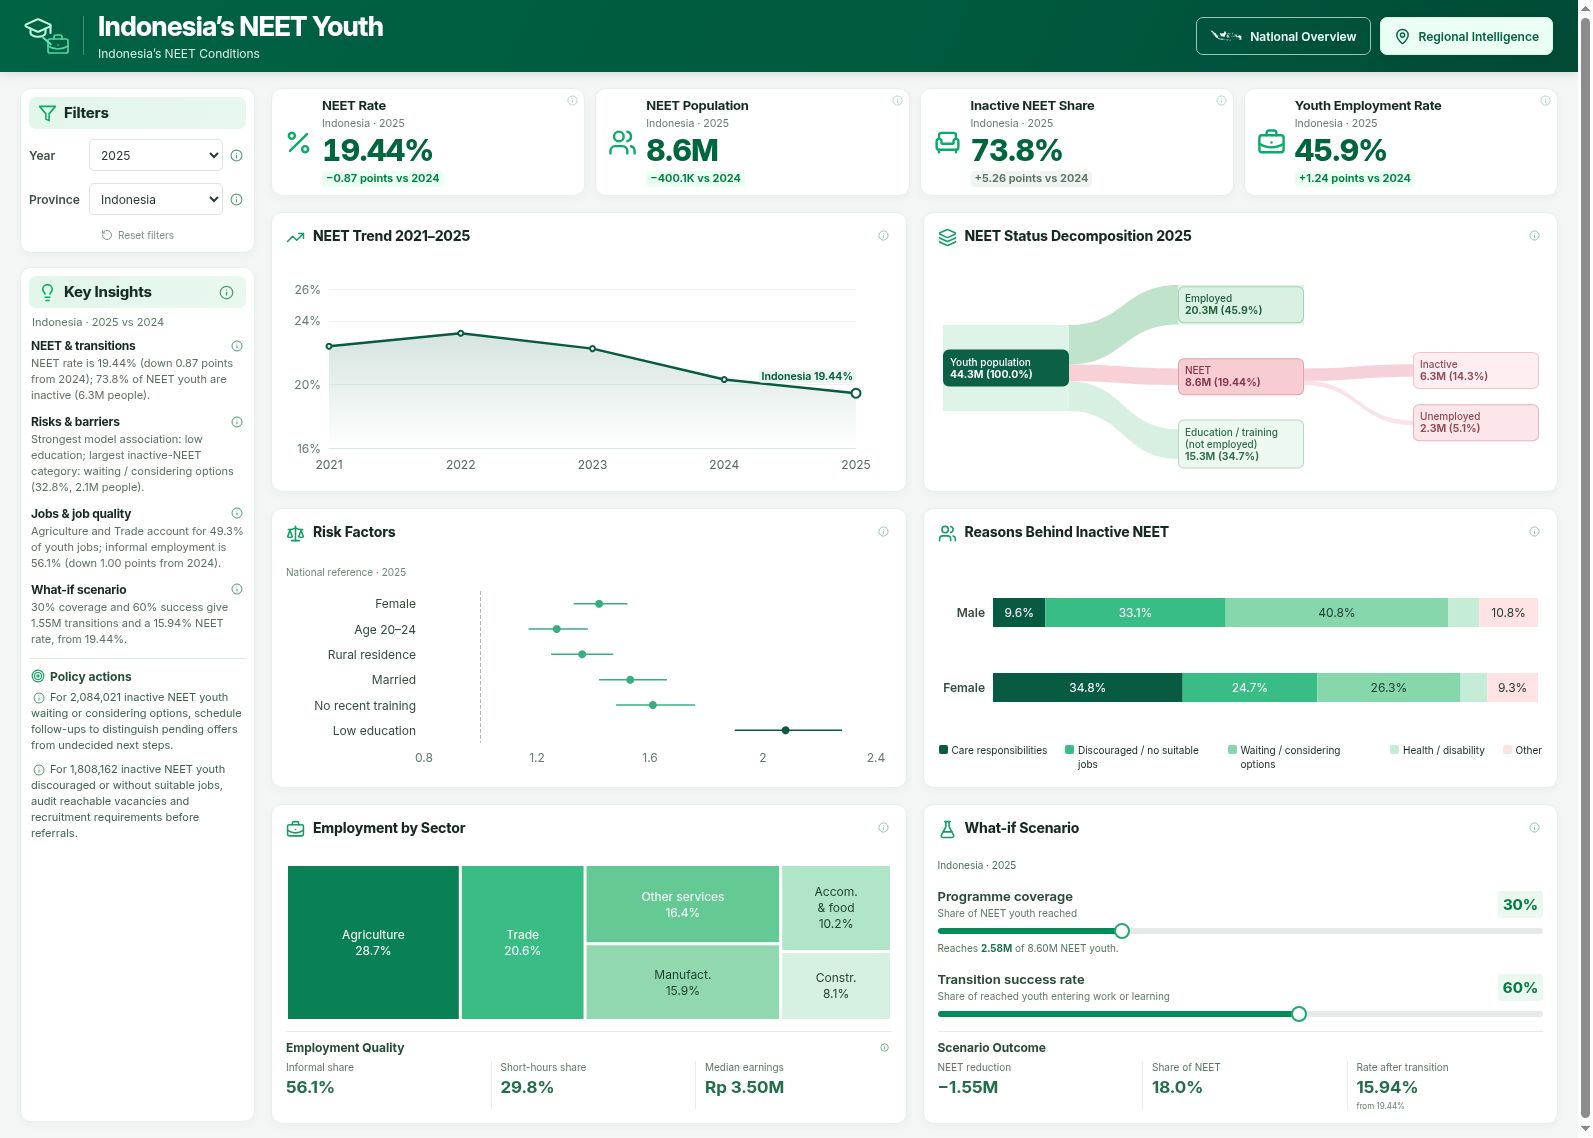 Indonesia's NEET Youth
Indonesia's NEET Conditions
National Overview
Regional Intelligence
Filters
Year
2025
Province
Indonesia
Reset filters
Key Insights
Indonesia · 2025 vs 2024
NEET & transitions
NEET rate is 19.44% (down 0.87 points
from 2024); 73.8% of NEET youth are
inactive (6.3M people).
Risks & barriers
Strongest model association: low
education; largest inactive-NEET
category: waiting / considering options
(32.8%, 2.1M people).
Jobs & job quality
Agriculture and Trade account for 49.3%
of youth jobs; informal employment is
56.1% (down 1.00 points from 2024).
What-if scenario
30% coverage and 60% success give
1.55M transitions and a 15.94% NEET
rate, from 19.44%.
Policy actions
For 2,084,021 inactive NEET youth
waiting or considering options, schedule
follow-ups to distinguish pending offers
from undecided next steps.
For 1,808,162 inactive NEET youth
discouraged or without suitable jobs,
audit reachable vacancies and
recruitment requirements before
referrals.
NEET Rate
Indonesia · 2025
19.44%
−0.87 points vs 2024
NEET Population
Indonesia · 2025
8.6M
−400.1K vs 2024
Inactive NEET Share
Indonesia · 2025
73.8%
+5.26 points vs 2024
Youth Employment Rate
Indonesia · 2025
45.9%
+1.24 points vs 2024
NEET Trend 2021–2025
26%
24%
20%
16%
Indonesia 19.44%
2021
2022
2023
2024
2025
NEET Status Decomposition 2025
Youth population
44.3M (100.0%)
Employed
20.3M (45.9%)
NEET
8.6M (19.44%)
Education / training
(not employed)
15.3M (34.7%)
Inactive
6.3M (14.3%)
Unemployed
2.3M (5.1%)
Risk Factors
National reference · 2025
Female
Age 20–24
Rural residence
Married
No recent training
Low education
0.8
1.2
1.6
2
2.4
Reasons Behind Inactive NEET
Male
9.6%
33.1%
40.8%
10.8%
Female
34.8%
24.7%
26.3%
9.3%
Care responsibilities
Discouraged / no suitable
jobs
Waiting / considering
options
Health / disability
Other
Employment by Sector
Agriculture
28.7%
Trade
20.6%
Other services
16.4%
Manufact.
15.9%
Accom.
& food
10.2%
Constr.
8.1%
Employment Quality
Informal share
56.1%
Short-hours share
29.8%
Median earnings
Rp 3.50M
What-if Scenario
Indonesia · 2025
Programme coverage
Share of NEET youth reached
30%
Reaches 2.58M of 8.60M NEET youth.
Transition success rate
Share of reached youth entering work or learning
60%
Scenario Outcome
NEET reduction
−1.55M
Share of NEET
18.0%
Rate after transition
15.94%
from 19.44%